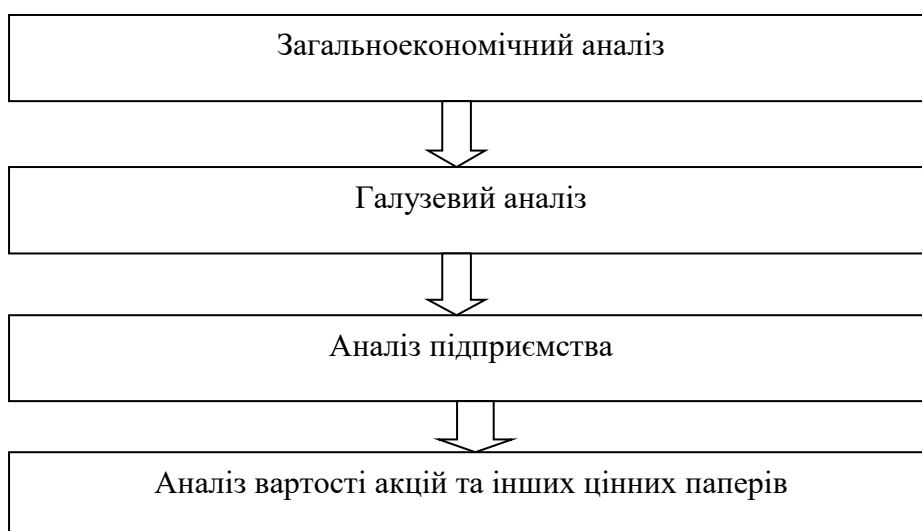 Загальноекономічний аналіз
Галузевий аналіз
Аналіз підприємства
Аналіз вартості акцій та інших цінних паперів